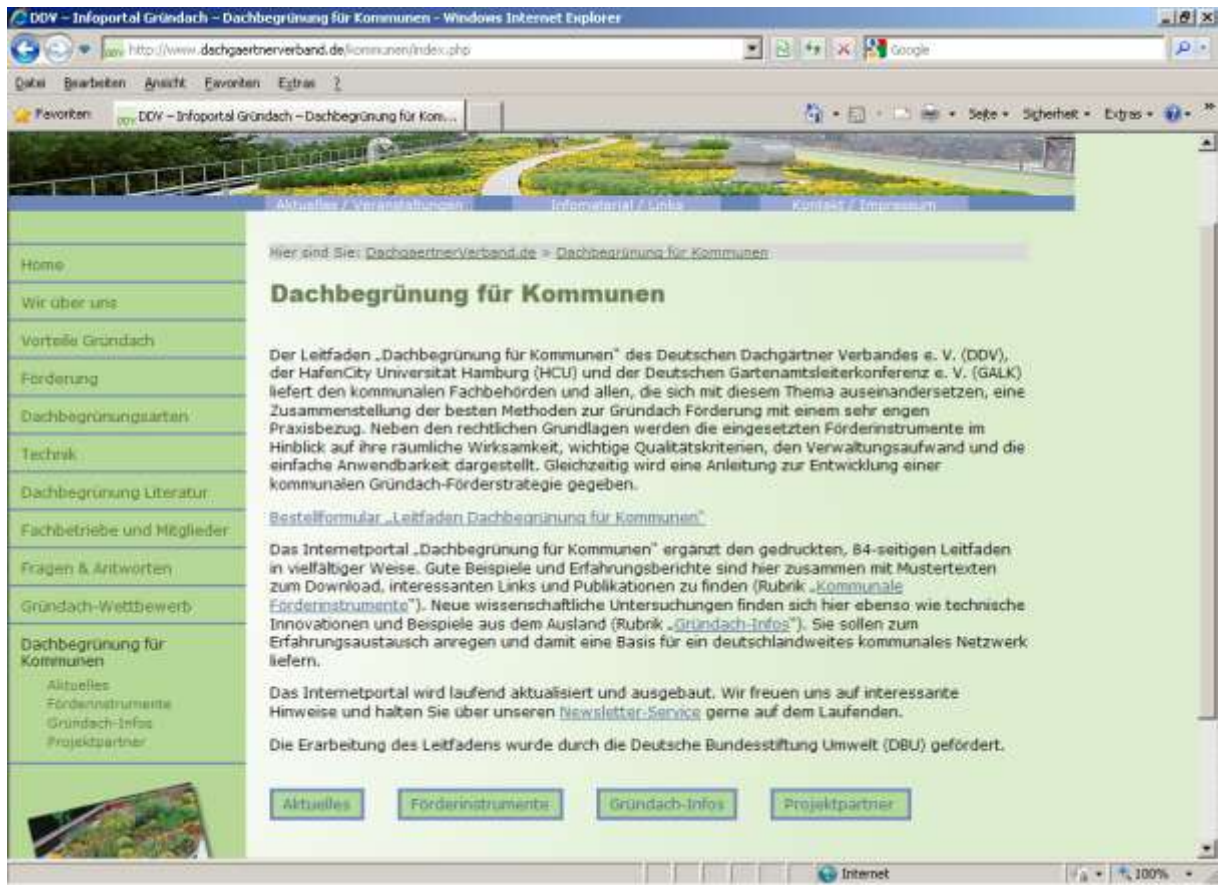 DDV – Infoportal Gründach – Dachbegrünung für Kommunen - Windows Internet Explorer
http://www.dachgaertnerverband.de/kommunen/index.php
Google
Datei Bearbeiten Ansicht Favoriten Extras ?
Favoriten
DDV – Infoportal Gründach – Dachbegrünung für Kom...
Seite Sicherheit Extras
Aktuelles / Veranstaltungen
Infomaterial / Links
Kontakt / Impressum
Home
Wir über uns
Vorteile Gründach
Förderung
Dachbegrünungsarten
Technik
Dachbegrünung Literatur
Fachbetriebe und Mitglieder
Fragen & Antworten
Gründach-Wettbewerb
Dachbegrünung für
Kommunen
Aktuelles
Förderinstrumente
Gründach-Infos
Projektpartner
Hier sind Sie: DachgaertnerVerband.de » Dachbegrünung für Kommunen
Dachbegrünung für Kommunen
Der Leitfaden „Dachbegrünung für Kommunen" des Deutschen Dachgärtner Verbandes e. V. (DDV),
der HafenCity Universität Hamburg (HCU) und der Deutschen Gartenamtsleiterkonferenz e. V. (GALK)
liefert den kommunalen Fachbehörden und allen, die sich mit diesem Thema auseinandersetzen, eine
Zusammenstellung der besten Methoden zur Gründach Förderung mit einem sehr engen
Praxisbezug. Neben den rechtlichen Grundlagen werden die eingesetzten Förderinstrumente im
Hinblick auf ihre räumliche Wirksamkeit, wichtige Qualitätskriterien, den Verwaltungsaufwand und die
einfache Anwendbarkeit dargestellt. Gleichzeitig wird eine Anleitung zur Entwicklung einer
kommunalen Gründach-Förderstrategie gegeben.
Bestellformular „Leitfaden Dachbegrünung für Kommunen"
Das Internetportal „Dachbegrünung für Kommunen" ergänzt den gedruckten, 84-seitigen Leitfaden
in vielfältiger Weise. Gute Beispiele und Erfahrungsberichte sind hier zusammen mit Mustertexten
zum Download, interessanten Links und Publikationen zu finden (Rubrik „Kommunale
Förderinstrumente"). Neue wissenschaftliche Untersuchungen finden sich hier ebenso wie technische
Innovationen und Beispiele aus dem Ausland (Rubrik „Gründach-Infos"). Sie sollen zum
Erfahrungsaustausch anregen und damit eine Basis für ein deutschlandweites kommunales Netzwerk
liefern.
Das Internetportal wird laufend aktualisiert und ausgebaut. Wir freuen uns auf interessante
Hinweise und halten Sie über unseren Newsletter-Service gerne auf dem Laufenden.
Die Erarbeitung des Leitfadens wurde durch die Deutsche Bundesstiftung Umwelt (DBU) gefördert.
Aktuelles
Förderinstrumente
Gründach-Infos
Projektpartner
Internet
100%